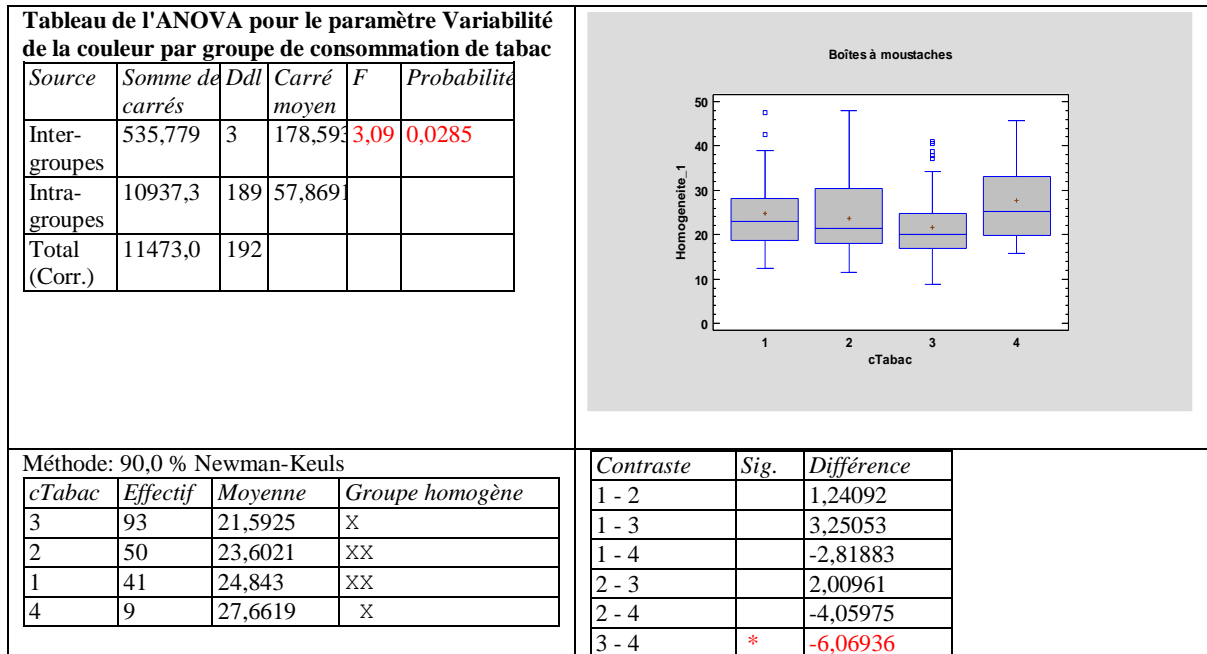 Tableau de l'ANOVA pour le paramètre Variabilité
de la couleur par groupe de consommation de tabac
Source Somme de carrés Ddl Carré moyen F Probabilité
Inter-groupes 535,779 3 178,593 3,09 0,0285
Intra-groupes 10937,3 189 57,8691
Total (Corr.) 11473,0 192
Boîtes à moustaches
Homogeneite_1
50
40
30
20
10
0
1 2 3 4
cTabac
Méthode: 90,0 % Newman-Keuls
cTabac Effectif Moyenne Groupe homogène
3 93 21,5925 X
2 50 23,6021 XX
1 41 24,843 XX
4 9 27,6619 X
Contraste Sig. Différence
1 - 2 1,24092
1 - 3 3,25053
1 - 4 -2,81883
2 - 3 2,00961
2 - 4 -4,05975
3 - 4 * -6,06936